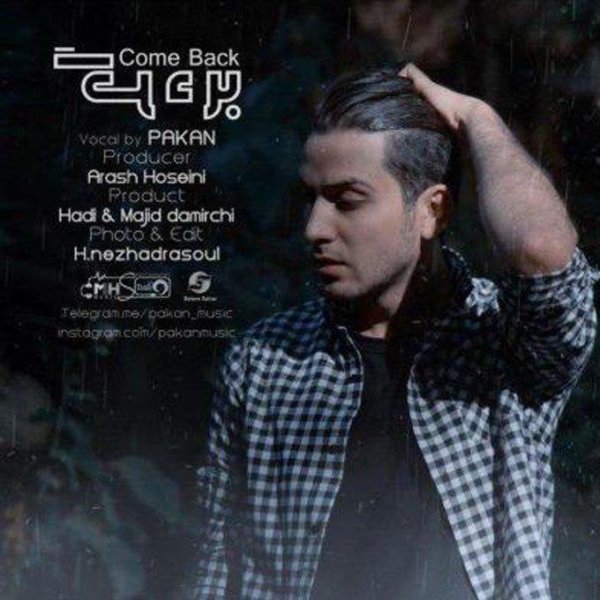 Come Back
Vocal by PAKAN
Producer
Arash Hoseini
Product
Hadi & Majid damirchi
Photo & Edit
H.nezhadrasoul
Telegram.me/pakan_music
instagram.com/pakanmusic